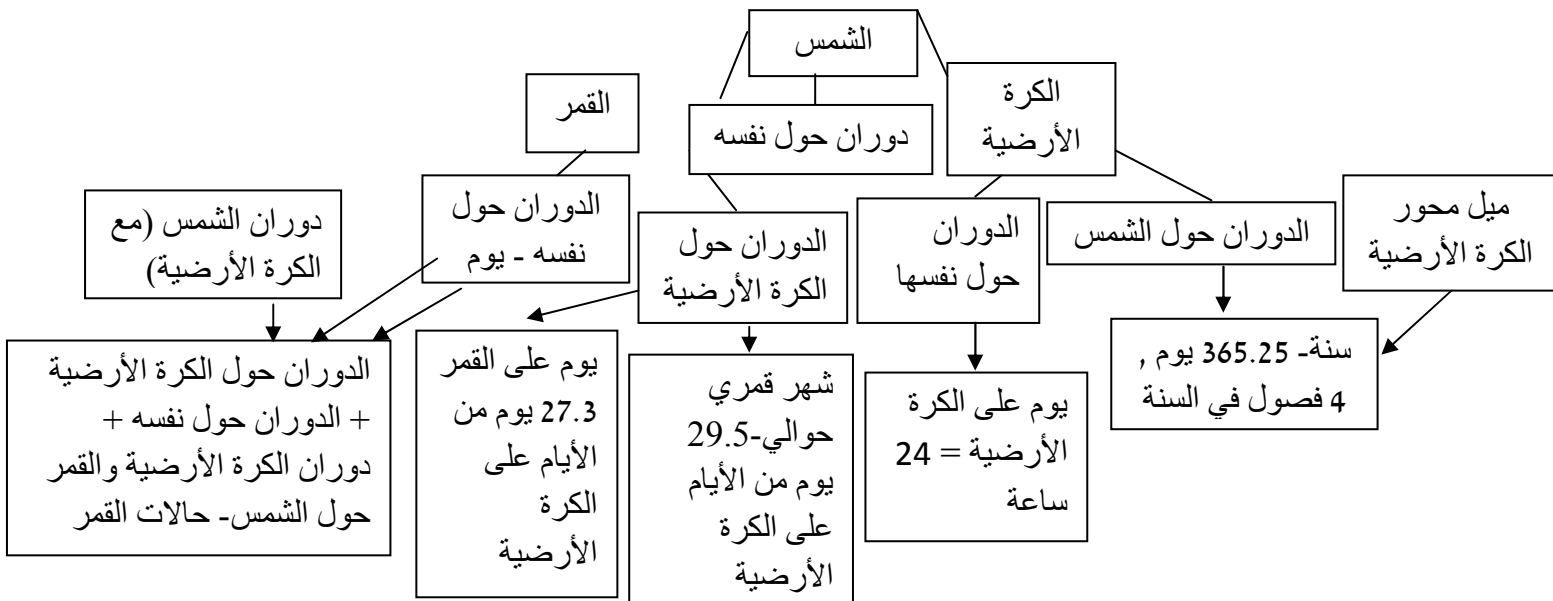 الشمس
القمر
دوران حول نفسه
الكرة
الأرضية
ميل محور
الكرة الأرضية
الدوران حول الشمس
الدوران
حول نفسها
الدوران حول
الكرة الأرضية
الدوران حول
نفسه - يوم
دوران الشمس (مع
الكرة الأرضية)
سنة- 365.25 يوم ,
4 فصول في السنة
يوم على الكرة
الأرضية = 24
ساعة
شهر قمري
حوالي-29.5
يوم من الأيام
على الكرة
الأرضية
يوم على القمر
27.3 يوم من
الأيام على
الكرة
الأرضية
الدوران حول الكرة الأرضية
+ الدوران حول نفسه +
دوران الكرة الأرضية والقمر
حول الشمس- حالات القمر